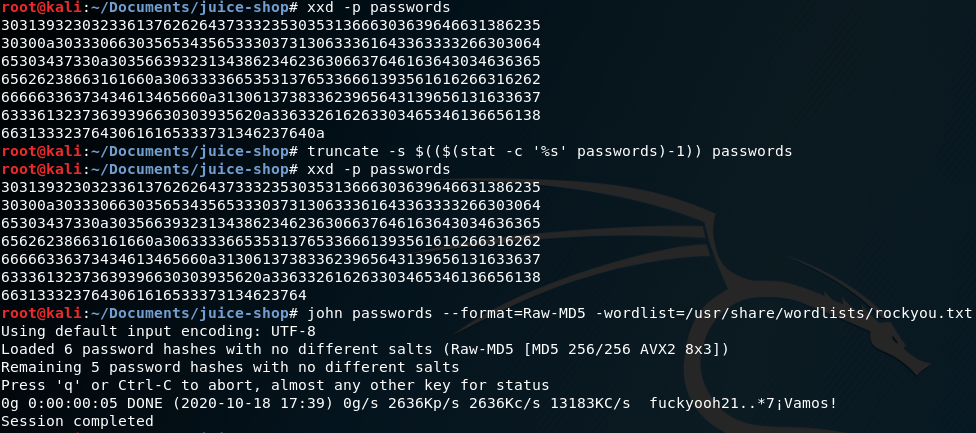 root@kali:~/Documents/juice-shop# xxd -p passwords
303139323032336137626264373332353035313666303639646631386235
30300a303330663035653435653330373130633361643363333266303064
65303437330a303566393231343862346236306637646163643034636365
65626238663161660a306333366535313765336661393561616266316262
66666336373434613465660a313061373833623965643139656131633637
63336132373639396630303935620a336332616263303465346136656138
66313332376430616165333731346237640a
root@kali:~/Documents/juice-shop# truncate -s $(($(stat -c '%s' passwords)-1)) passwords
root@kali:~/Documents/juice-shop# xxd -p passwords
303139323032336137626264373332353035313666303639646631386235
30300a303330663035653435653330373130633361643363333266303064
65303437330a303566393231343862346236306637646163643034636365
65626238663161660a306333366535313765336661393561616266316262
66666336373434613465660a313061373833623965643139656131633637
63336132373639396630303935620a336332616263303465346136656138
6631333237643061616533373134623764
root@kali:~/Documents/juice-shop# john passwords --format=Raw-MD5 -wordlist=/usr/share/wordlists/rockyou.txt
Using default input encoding: UTF-8
Loaded 6 password hashes with no different salts (Raw-MD5 [MD5 256/256 AVX2 8x3])
Remaining 5 password hashes with no different salts
Press 'q' or Ctrl-C to abort, almost any other key for status
0g 0:00:00:05 DONE (2020-10-18 17:39) 0g/s 2636Kp/s 2636Kc/s 13183KC/s  fuckyooh21..*7¡Vamos!
Session completed